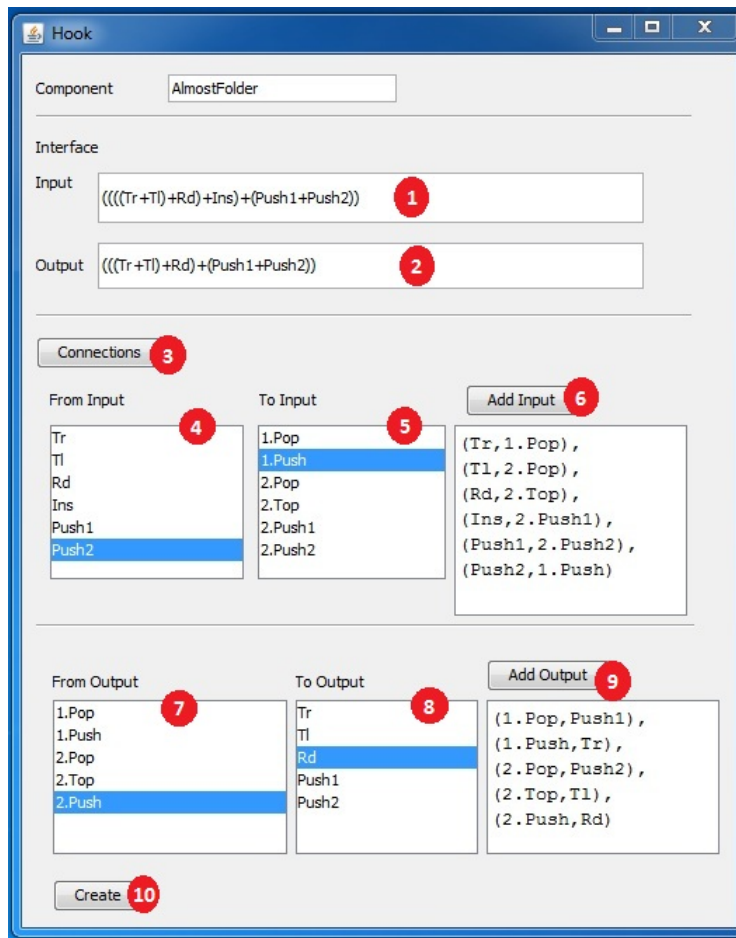 Hook
Component AlmostFolder
Interface
Input ((((Tr+Tl)+Rd)+Ins)+(Push1+Push2)) 1
Output (((Tr+Tl)+Rd)+(Push1+Push2)) 2
Connections 3
From Input 4
Tr
Tl
Rd
Ins
Push1
Push2
To Input 5
1.Pop
1.Push
2.Pop
2.Top
2.Push1
2.Push2
Add Input 6
(Tr,1.Pop),
(Tl,2.Pop),
(Rd,2.Top),
(Ins,2.Push1),
(Push1,2.Push2),
(Push2,1.Push)
From Output 7
1.Pop
1.Push
2.Pop
2.Top
2.Push
To Output 8
Tr
Tl
Rd
Push1
Push2
Add Output 9
(1.Pop,Push1),
(1.Push,Tr),
(2.Pop,Push2),
(2.Top,Tl),
(2.Push,Rd)
Create 10